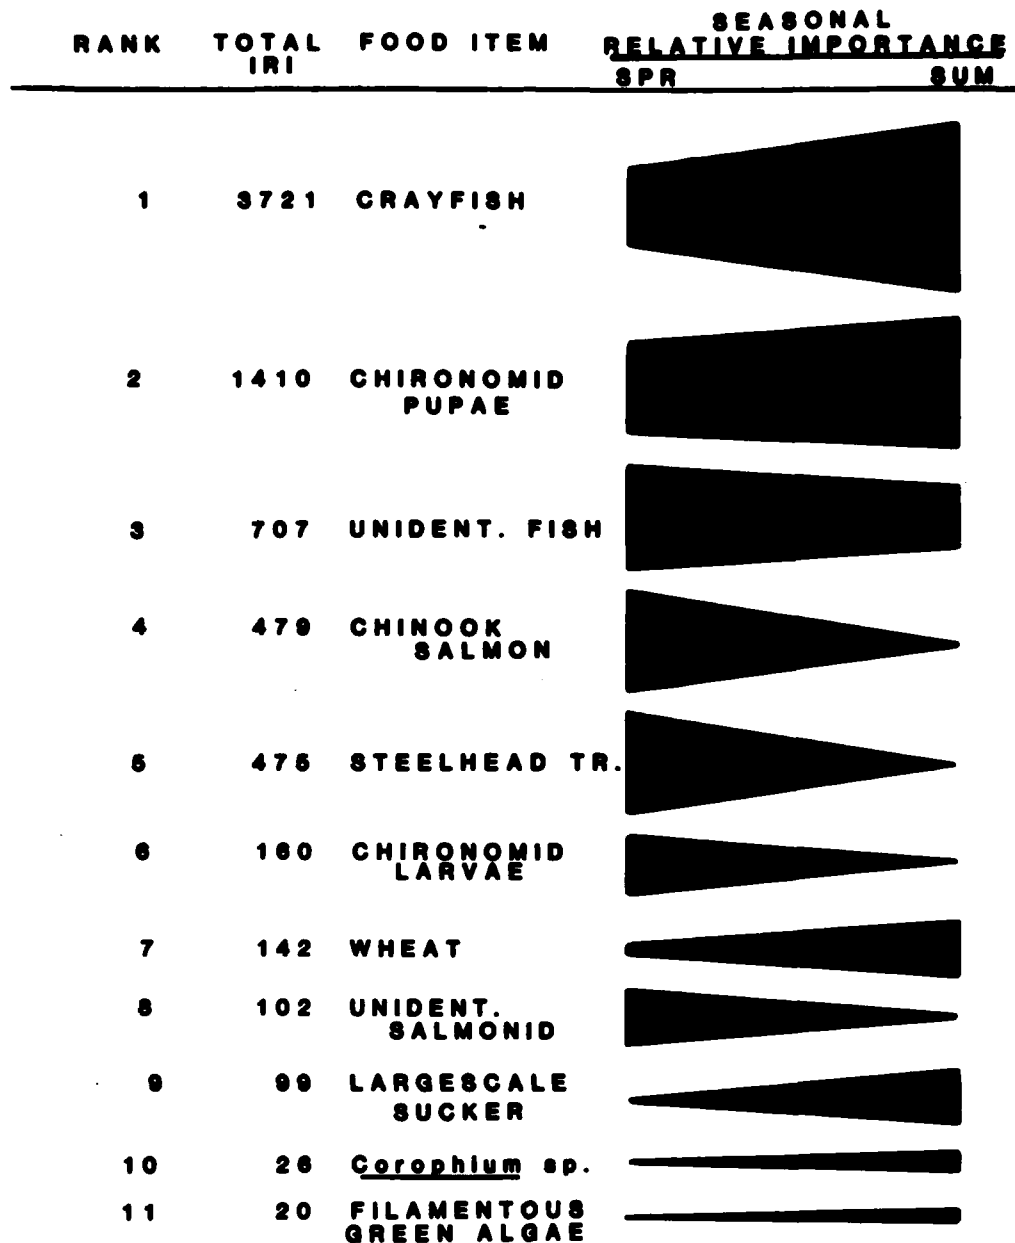 SEASONAL
RANK TOTAL FOOD ITEM RELATIVE IMPORTANCE
IRI
SPR SUM
1 3721 CRAYFISH
2 1410 CHIRONOMID
PUPAE
3 707 UNIDENT. FISH
4 479 CHINOOK
SALMON
5 475 STEELHEAD TR.
6 160 CHIRONOMID
LARVAE
7 142 WHEAT
8 102 UNIDENT.
SALMONID
9 99 LARGESCALE
SUCKER
10 26 Corophium sp.
11 20 FILAMENTOUS
GREEN ALGAE